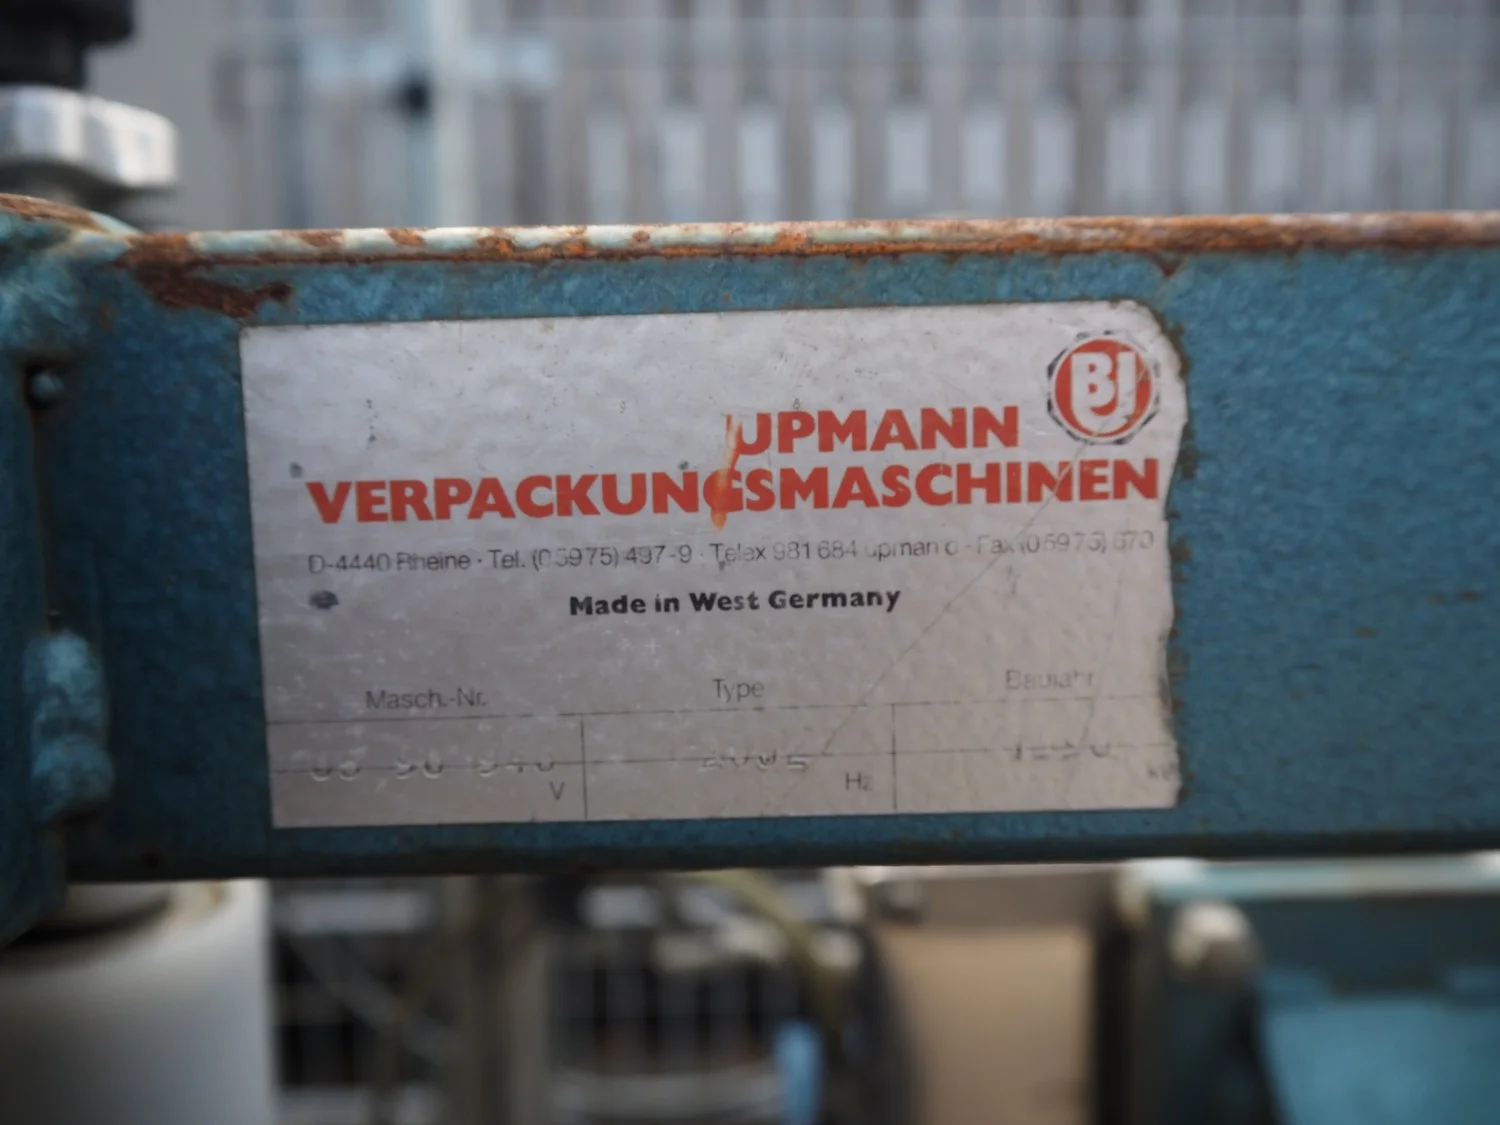 BJ
UPMANN
VERPACKUNGSMASCHINEN
D-4440 Rheine · Tel. (05975) 497-9 · Telex 981 684 upman d · Fax (05975) 670
Made in West Germany
Masch.-Nr. Type Baujahr
V Hz